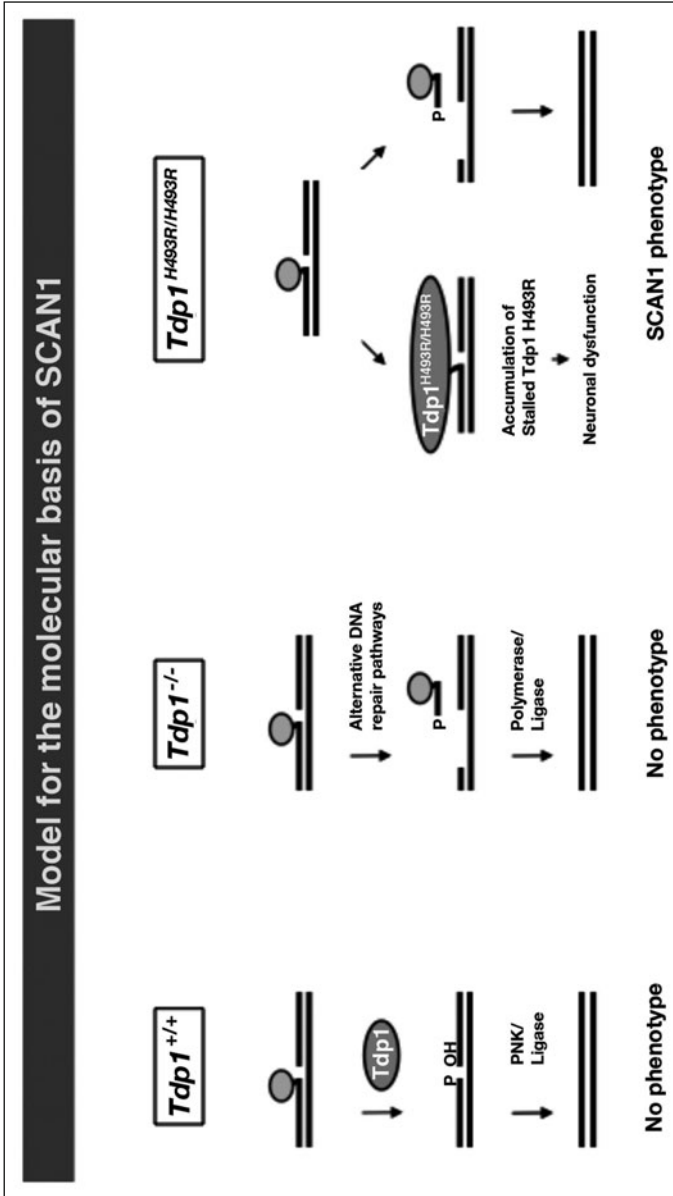 Model for the molecular basis of SCAN1
Tdp1+/+
Tdp1
P OH
PNK/
Ligase
No phenotype
Tdp1-/-
Alternative DNA
repair pathways
P
Polymerase/
Ligase
No phenotype
Tdp1H493R/H493R
Tdp1H493R/H493R
Accumulation of
Stalled Tdp1 H493R
Neuronal dysfunction
P
SCAN1 phenotype